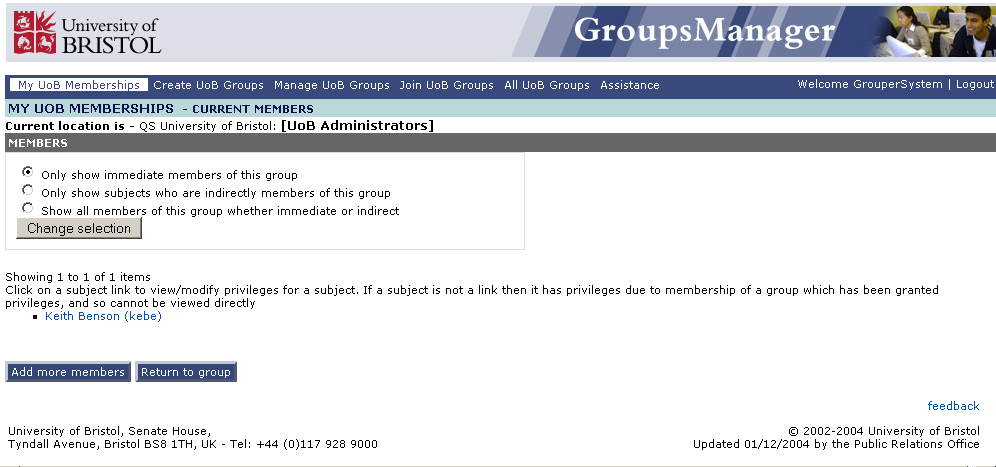 University of
BRISTOL
GroupsManager
My UoB Memberships Create UoB Groups Manage UoB Groups Join UoB Groups All UoB Groups Assistance Welcome GrouperSystem | Logout
MY UOB MEMBERSHIPS - CURRENT MEMBERS
Current location is - QS University of Bristol: [UoB Administrators]
MEMBERS
Only show immediate members of this group
Only show subjects who are indirectly members of this group
Show all members of this group whether immediate or indirect
Change selection
Showing 1 to 1 of 1 items
Click on a subject link to view/modify privileges for a subject. If a subject is not a link then it has privileges due to membership of a group which has been granted
privileges, and so cannot be viewed directly
Keith Benson (kebe)
Add more members Return to group
feedback
University of Bristol, Senate House, © 2002-2004 University of Bristol
Tyndall Avenue, Bristol BS8 1TH, UK - Tel: +44 (0)117 928 9000 Updated 01/12/2004 by the Public Relations Office